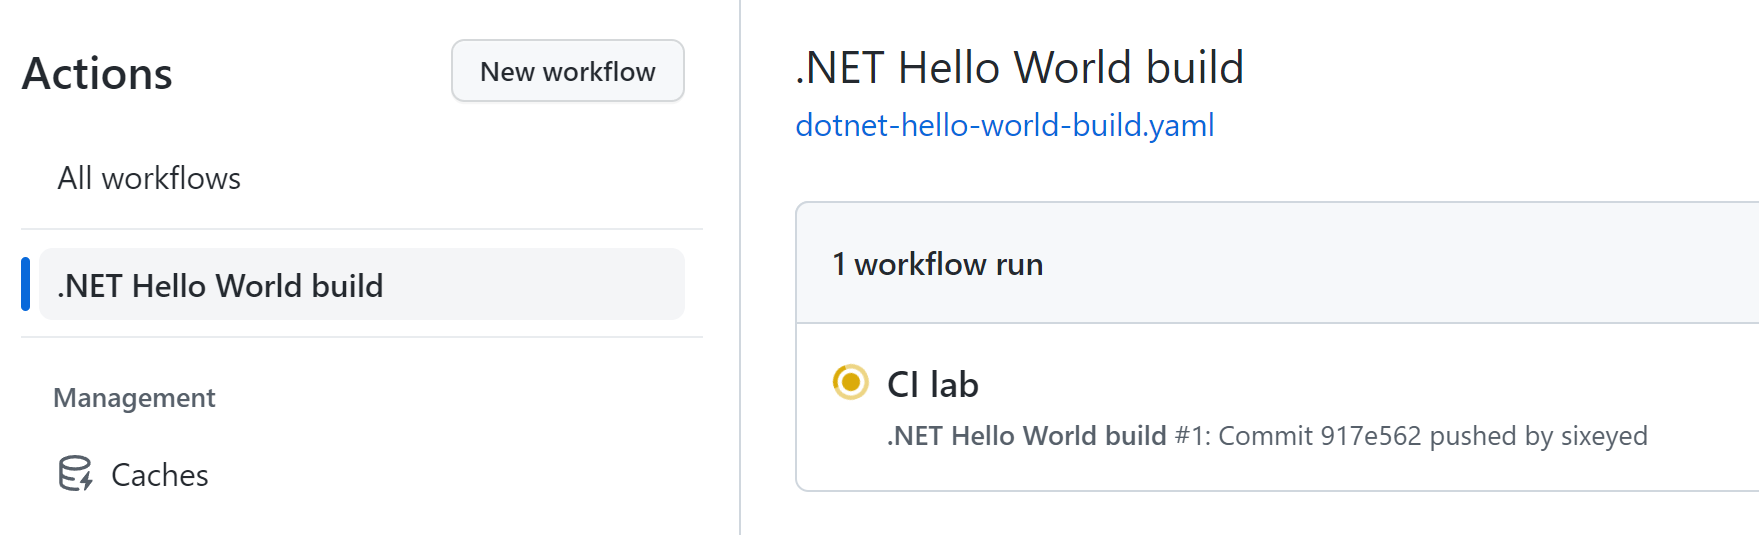 Actions
New workflow
All workflows
.NET Hello World build
Management
Caches
.NET Hello World build
dotnet-hello-world-build.yaml
1 workflow run
CI lab
.NET Hello World build #1: Commit 917e562 pushed by sixeyed